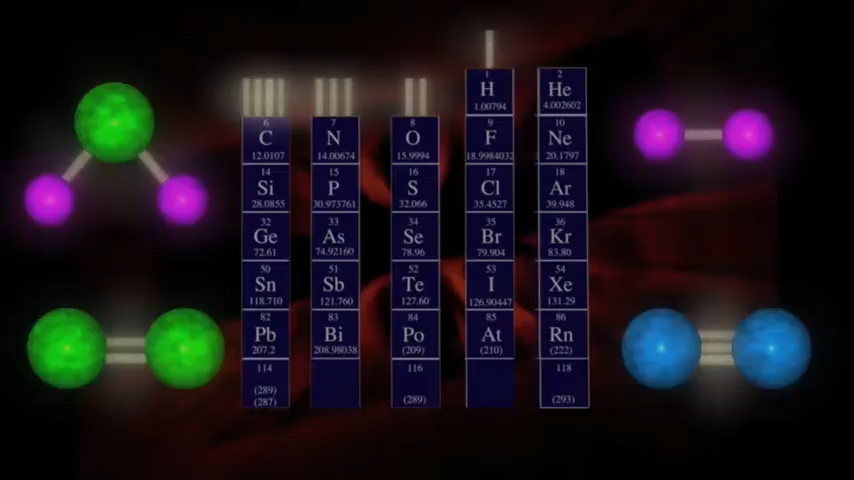 1
H
1.00794
2
He
4.002602
6
C
12.0107
7
N
14.00674
8
O
15.9994
9
F
18.9984032
10
Ne
20.1797
14
Si
28.0855
15
P
30.973761
16
S
32.066
17
Cl
35.4527
18
Ar
39.948
32
Ge
72.61
33
As
74.92160
34
Se
78.96
35
Br
79.904
36
Kr
83.80
50
Sn
118.710
51
Sb
121.760
52
Te
127.60
53
I
126.90447
54
Xe
131.29
82
Pb
207.2
83
Bi
208.98038
84
Po
(209)
85
At
(210)
86
Rn
(222)
114
(289)
(287)
116
(289)
118
(293)